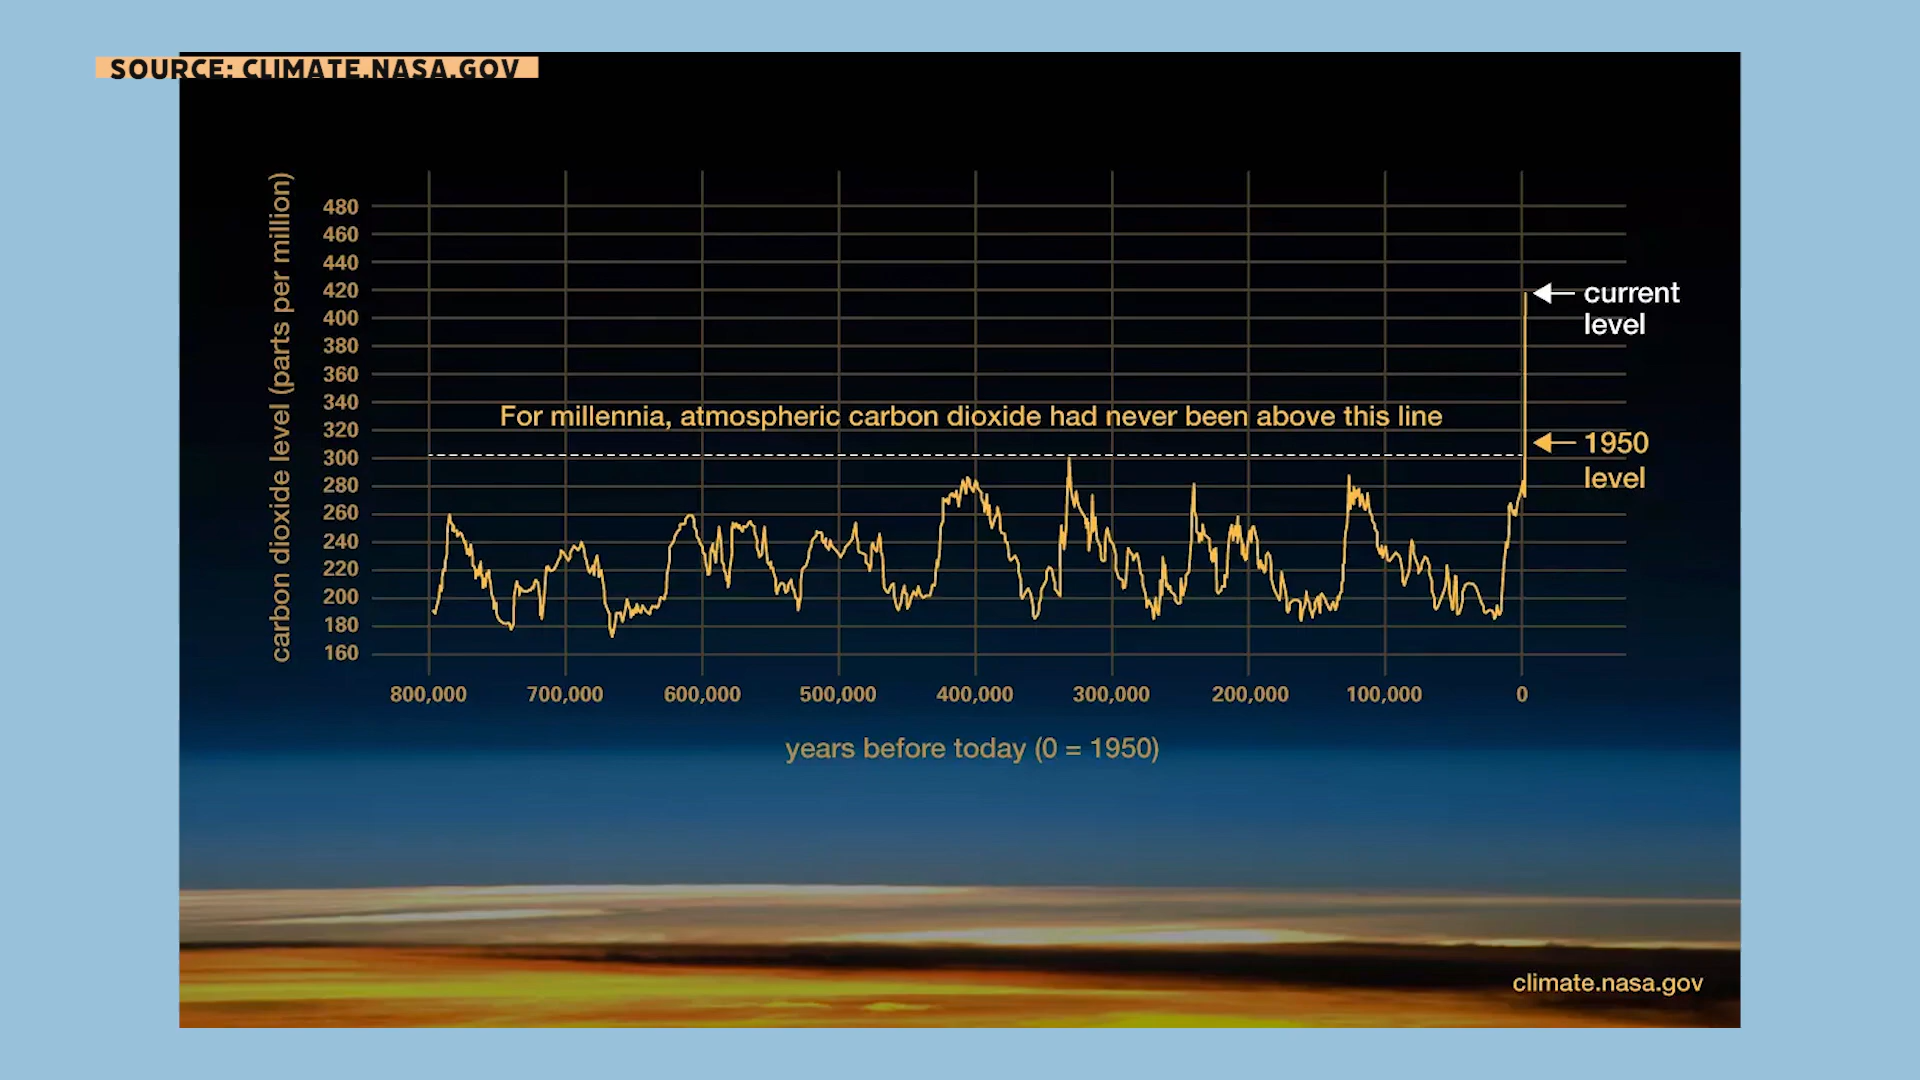 SOURCE: CLIMATE.NASA.GOV
carbon dioxide level (parts per million)
480
460
440
420
400
380
360
340
320
300
280
260
240
220
200
180
160
For millennia, atmospheric carbon dioxide had never been above this line
current
level
1950
level
800,000 700,000 600,000 500,000 400,000 300,000 200,000 100,000 0
years before today (0 = 1950)
climate.nasa.gov